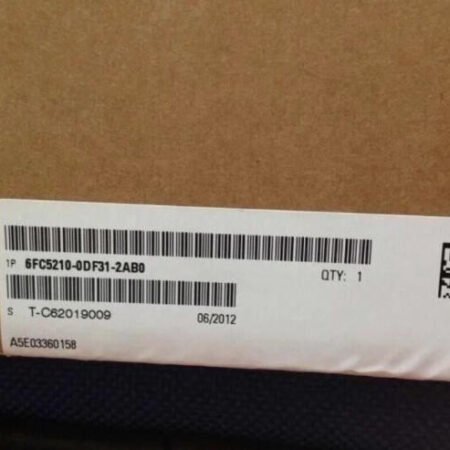 1P 6FC5210-0DF31-2AB0 QTY: 1
S T-C62019009 06/2012
A5E03360158